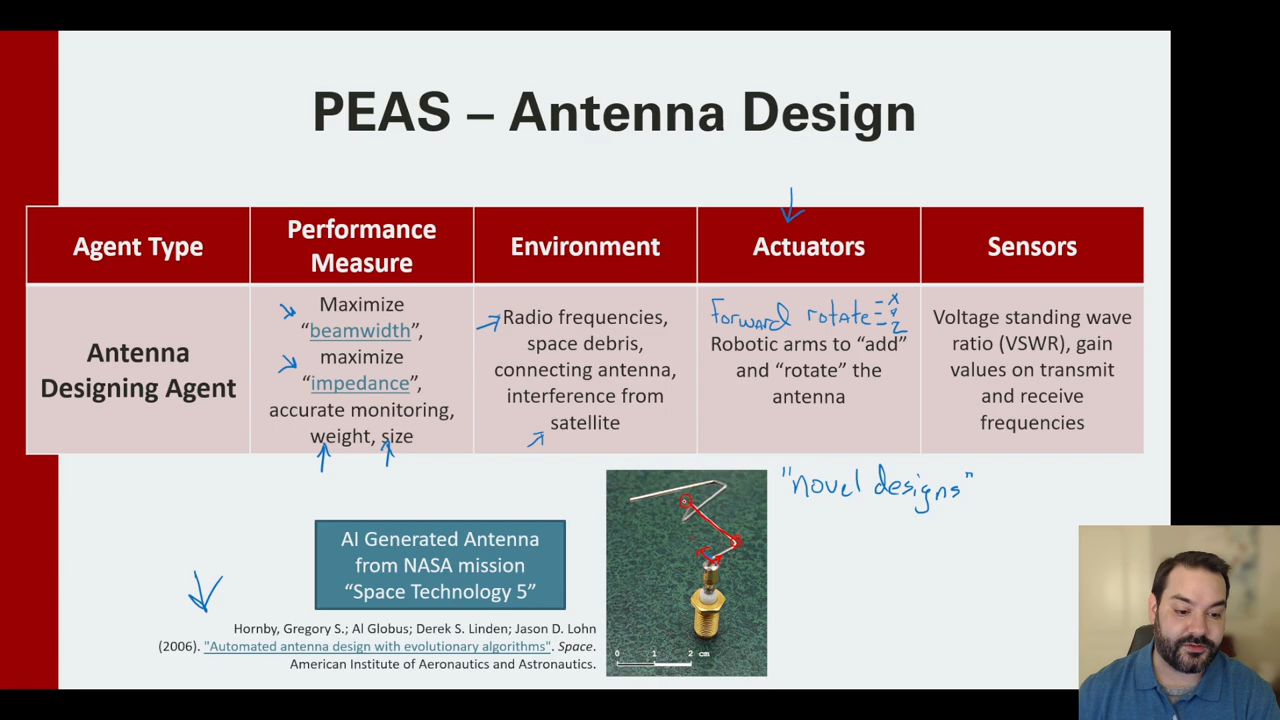 PEAS – Antenna Design
Agent Type
Performance
Measure
Environment
Actuators
Sensors
Antenna
Designing Agent
Maximize
“beamwidth”,
maximize
“impedance”,
accurate monitoring,
weight, size
Radio frequencies,
space debris,
connecting antenna,
interference from
satellite
Forward rotate = x
y
z
Robotic arms to “add”
and “rotate” the
antenna
Voltage standing wave
ratio (VSWR), gain
values on transmit
and receive
frequencies
"novel designs"
AI Generated Antenna
from NASA mission
“Space Technology 5”
Hornby, Gregory S.; Al Globus; Derek S. Linden; Jason D. Lohn
(2006). "Automated antenna design with evolutionary algorithms". Space.
American Institute of Aeronautics and Astronautics.
0 1 2 cm